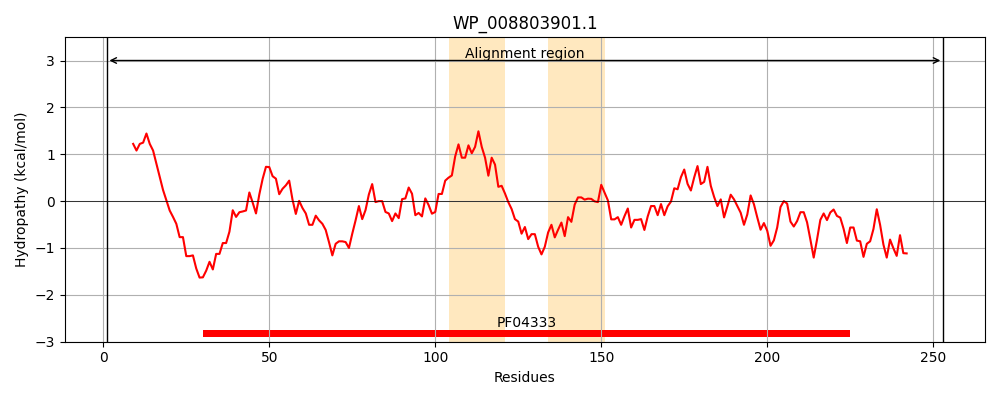 WP_008803901.1
Alignment region
3
2
1
0
−1
−2
−3
Hydropathy (kcal/mol)
PF04333
0 50 100 150 200 250
Residues